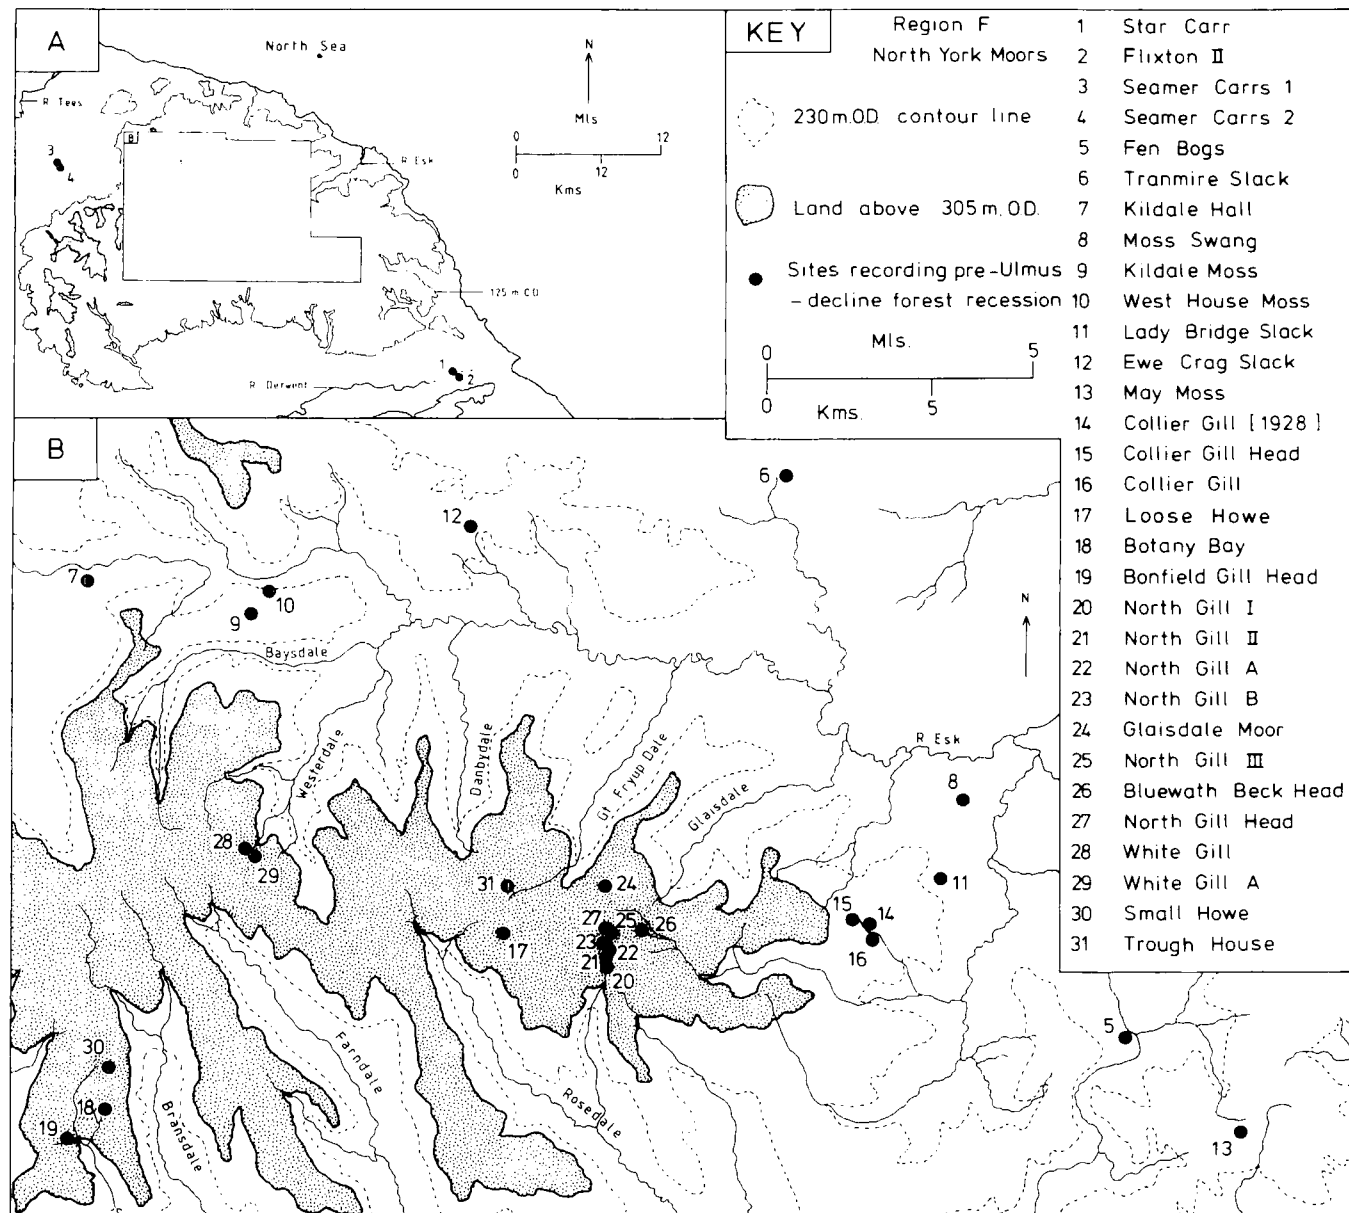 A
North Sea
N
Mls
0 12
0 12
Kms
R. Tees
B
R Esk
3
4
125 m. O.D.
R. Derwent
1
2
KEY
Region F
North York Moors
230 m. O.D. contour line
Land above 305 m. O.D.
Sites recording pre-Ulmus
- decline forest recession
Mls.
0 5
0 5
Kms.
1 Star Carr
2 Flixton II
3 Seamer Carrs 1
4 Seamer Carrs 2
5 Fen Bogs
6 Tranmire Slack
7 Kildale Hall
8 Moss Swang
9 Kildale Moss
10 West House Moss
11 Lady Bridge Slack
12 Ewe Crag Slack
13 May Moss
14 Collier Gill [1928]
15 Collier Gill Head
16 Collier Gill
17 Loose Howe
18 Botany Bay
19 Bonfield Gill Head
20 North Gill I
21 North Gill II
22 North Gill A
23 North Gill B
24 Glaisdale Moor
25 North Gill III
26 Bluewath Beck Head
27 North Gill Head
28 White Gill
29 White Gill A
30 Small Howe
31 Trough House
B
6
12
7
10
9
N
Baysdale
Westerdale
Danbydale
Gt. Fryup Dale
Glaisdale
R Esk
8
28
29
31
24
11
15
14
27
25
26
17
23
22
16
21
20
5
30
Farndale
18
Bransdale
Rosedale
19
13